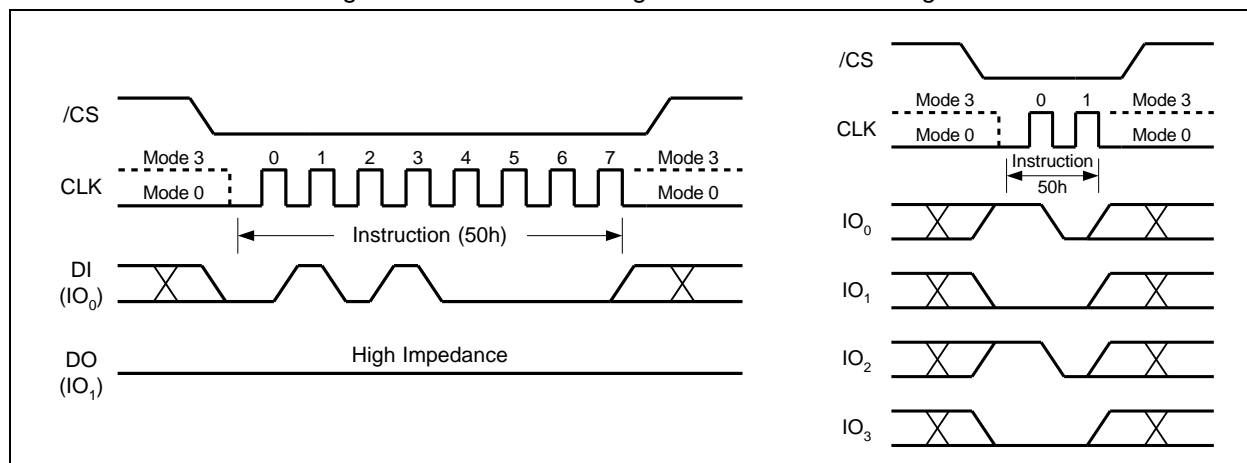 /CS
Mode 3
0 1 2 3 4 5 6 7
Mode 3
CLK
Mode 0
Mode 0
Instruction (50h)
DI
(IO0)
High Impedance
DO
(IO1)
/CS
Mode 3
0 1
Mode 3
CLK
Mode 0
Mode 0
Instruction
50h
IO0
IO1
IO2
IO3